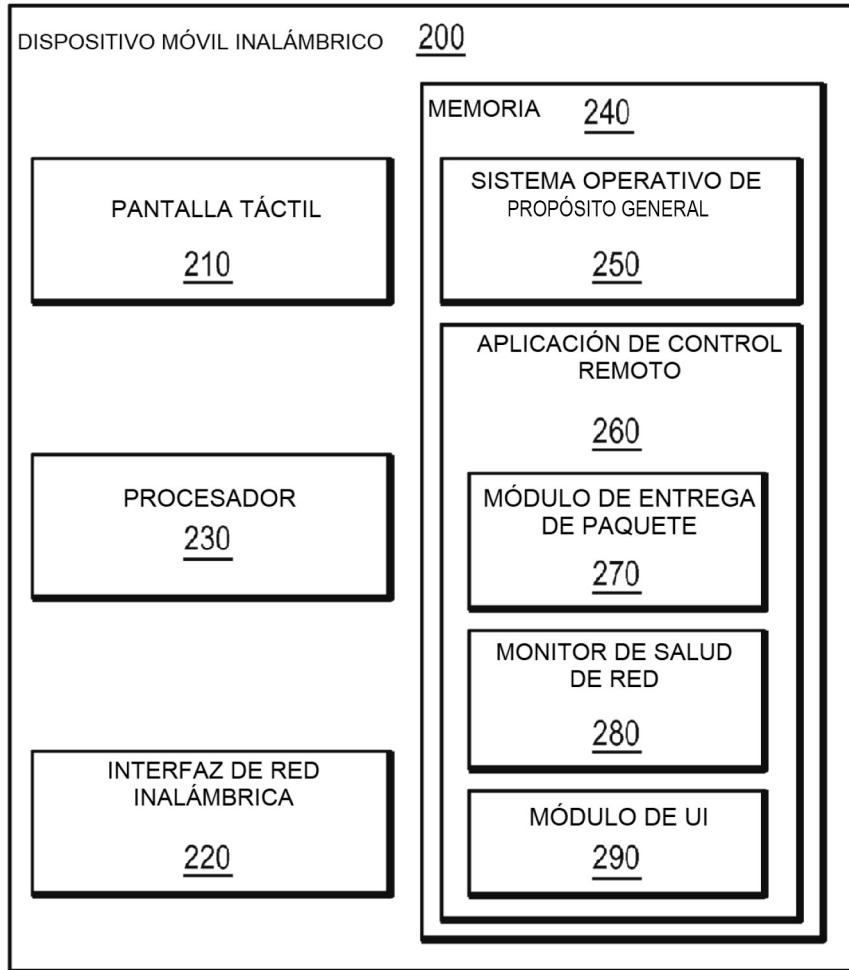 DISPOSITIVO MÓVIL INALÁMBRICO 200
PANTALLA TÁCTIL
210
PROCESADOR
230
INTERFAZ DE RED
INALÁMBRICA
220
MEMORIA 240
SISTEMA OPERATIVO DE
PROPÓSITO GENERAL
250
APLICACIÓN DE CONTROL
REMOTO
260
MÓDULO DE ENTREGA
DE PAQUETE
270
MONITOR DE SALUD
DE RED
280
MÓDULO DE UI
290